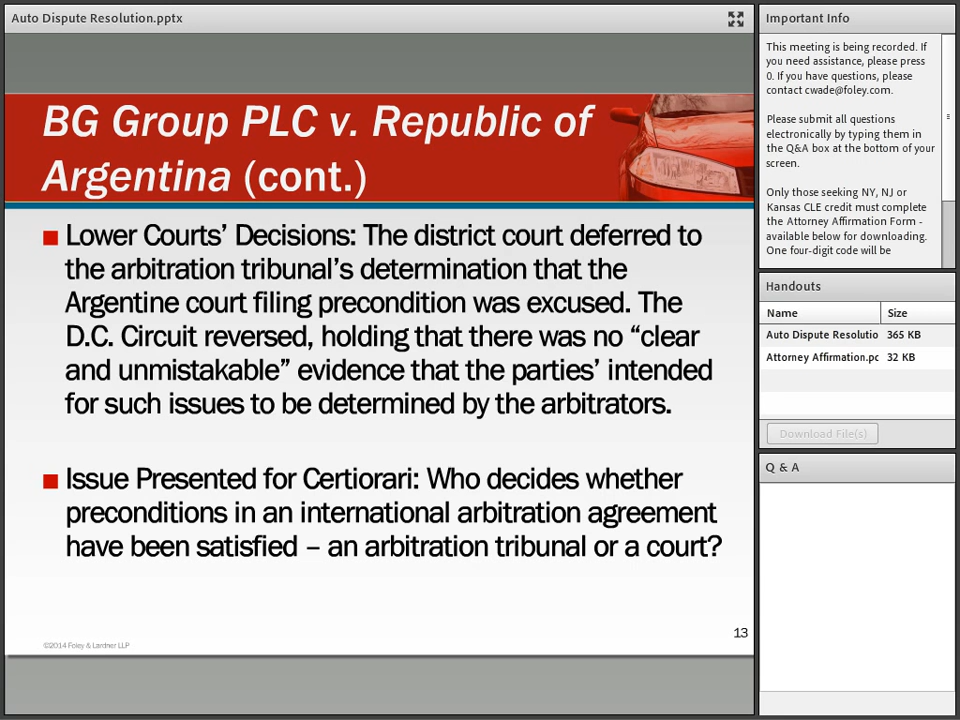 Auto Dispute Resolution.pptx
BG Group PLC v. Republic of
Argentina (cont.)
Lower Courts’ Decisions: The district court deferred to
the arbitration tribunal’s determination that the
Argentine court filing precondition was excused. The
D.C. Circuit reversed, holding that there was no “clear
and unmistakable” evidence that the parties’ intended
for such issues to be determined by the arbitrators.
Issue Presented for Certiorari: Who decides whether
preconditions in an international arbitration agreement
have been satisfied – an arbitration tribunal or a court?
13
©2014 Foley & Lardner LLP
Important Info
This meeting is being recorded. If
you need assistance, please press
0. If you have questions, please
contact cwade@foley.com.
Please submit all questions
electronically by typing them in
the Q&A box at the bottom of your
screen.
Only those seeking NY, NJ or
Kansas CLE credit must complete
the Attorney Affirmation Form -
available below for downloading.
One four-digit code will be
Handouts
Name Size
Auto Dispute Resolutio 365 KB
Attorney Affirmation.pc 32 KB
Download File(s)
Q & A